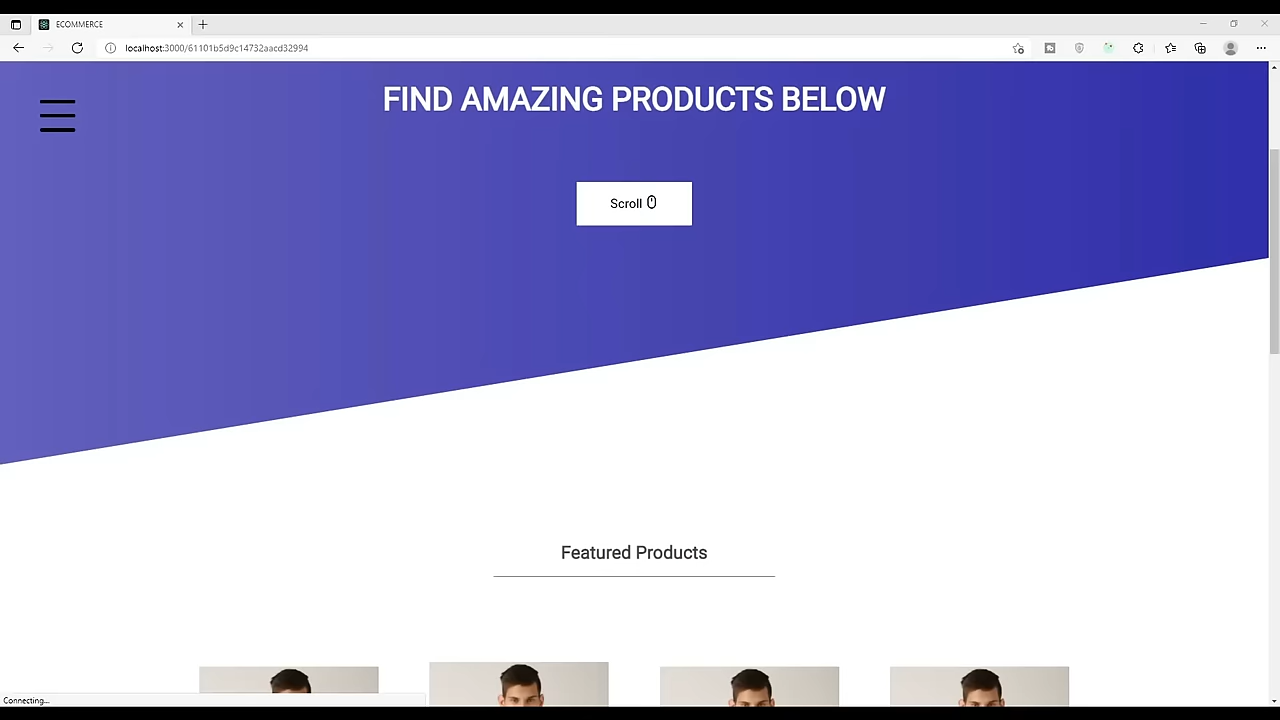 ECOMMERCE
localhost:3000/61101b5d9c14732aacd32994
FIND AMAZING PRODUCTS BELOW
Scroll
Featured Products
Connecting...